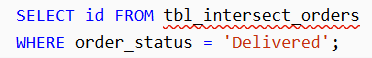 SELECT id FROM tbl_intersect_orders
WHERE order_status = 'Delivered';